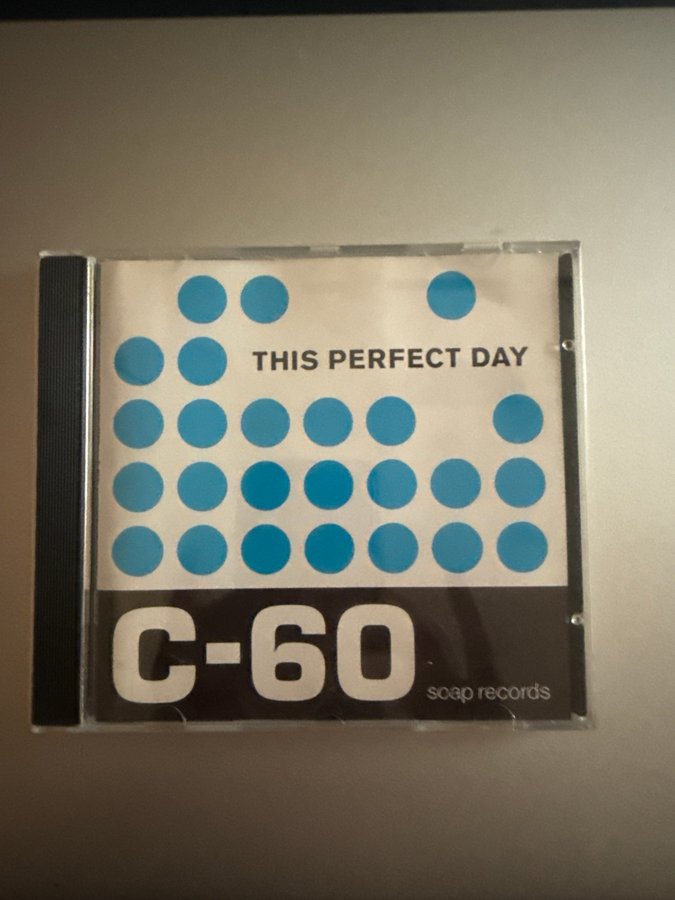 THIS PERFECT DAY
C-60
soap records